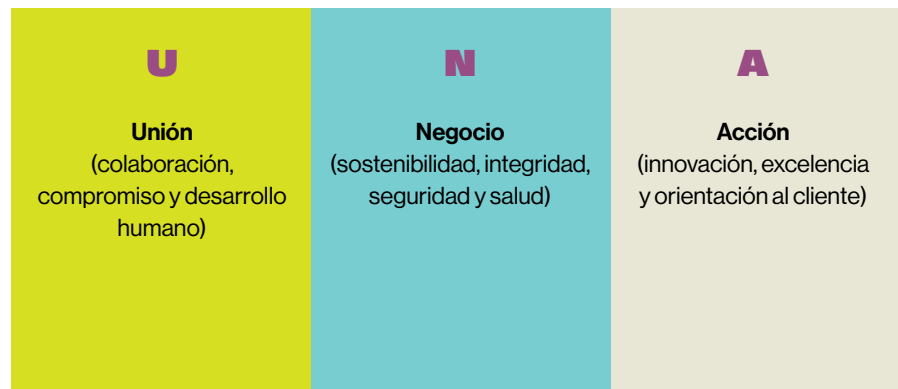 U
Unión
(colaboración,
compromiso y desarrollo
humano)
N
Negocio
(sostenibilidad, integridad,
seguridad y salud)
A
Acción
(innovación, excelencia
y orientación al cliente)